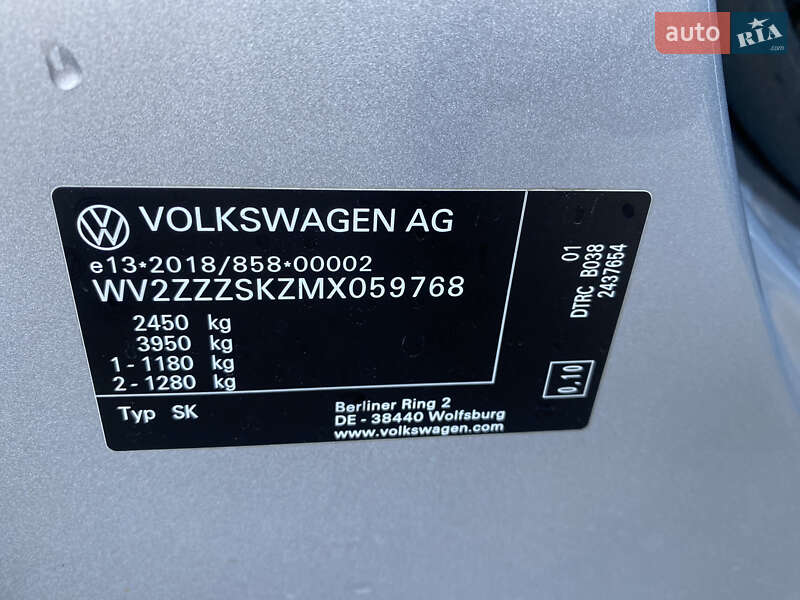 auto RIA .com
VOLKSWAGEN AG
e13*2018/858*00002
WV2ZZZSKZMX059768
2450 kg
3950 kg
1 - 1180 kg
2 - 1280 kg
Typ SK
Berliner Ring 2
DE - 38440 Wolfsburg
www.volkswagen.com
01
DTRC B038
2437654
0.10